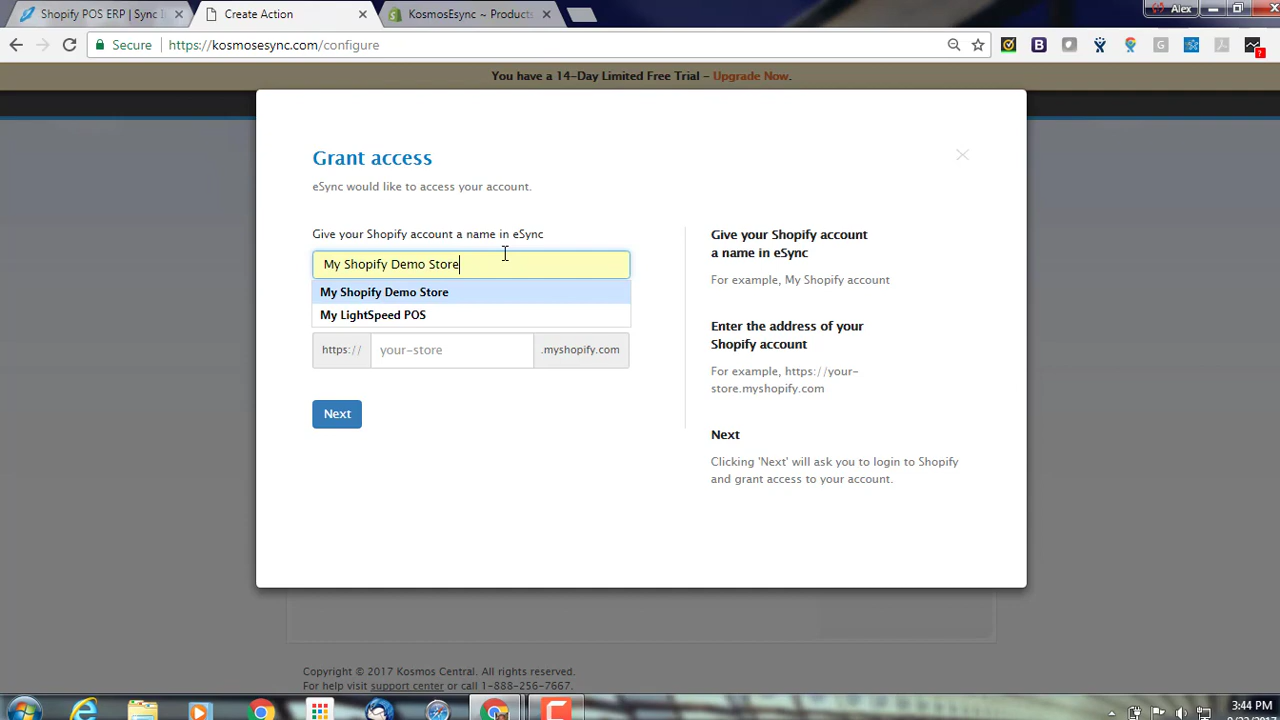 Shopify POS ERP | Sync I
Create Action
KosmosEsync ~ Products
Alex
Secure
https://kosmosesync.com/configure
You have a 14-Day Limited Free Trial – Upgrade Now.
Grant access
eSync would like to access your account.
Give your Shopify account a name in eSync
My Shopify Demo Store
My Shopify Demo Store
My LightSpeed POS
https://
your-store
.myshopify.com
Next
Give your Shopify account
a name in eSync
For example, My Shopify account
Enter the address of your
Shopify account
For example, https://your-
store.myshopify.com
Next
Clicking 'Next' will ask you to login to Shopify
and grant access to your account.
Copyright © 2017 Kosmos Central. All rights reserved.
For help visit support center or call 1-888-256-7667.
3:44 PM